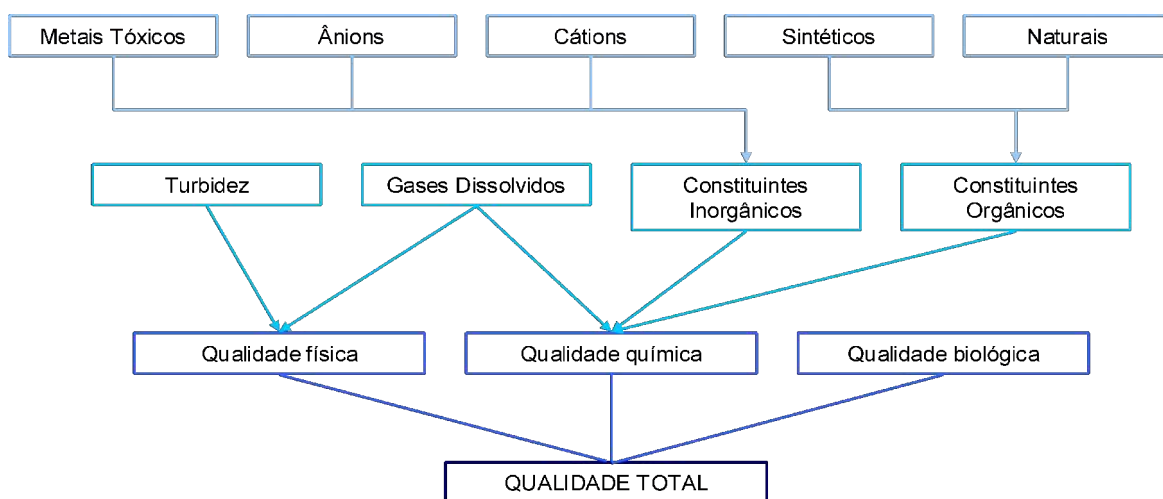 Metais Tóxicos
Ânions
Cátions
Sintéticos
Naturais
Turbidez
Gases Dissolvidos
Constituintes
Inorgânicos
Constituintes
Orgânicos
Qualidade física
Qualidade química
Qualidade biológica
QUALIDADE TOTAL